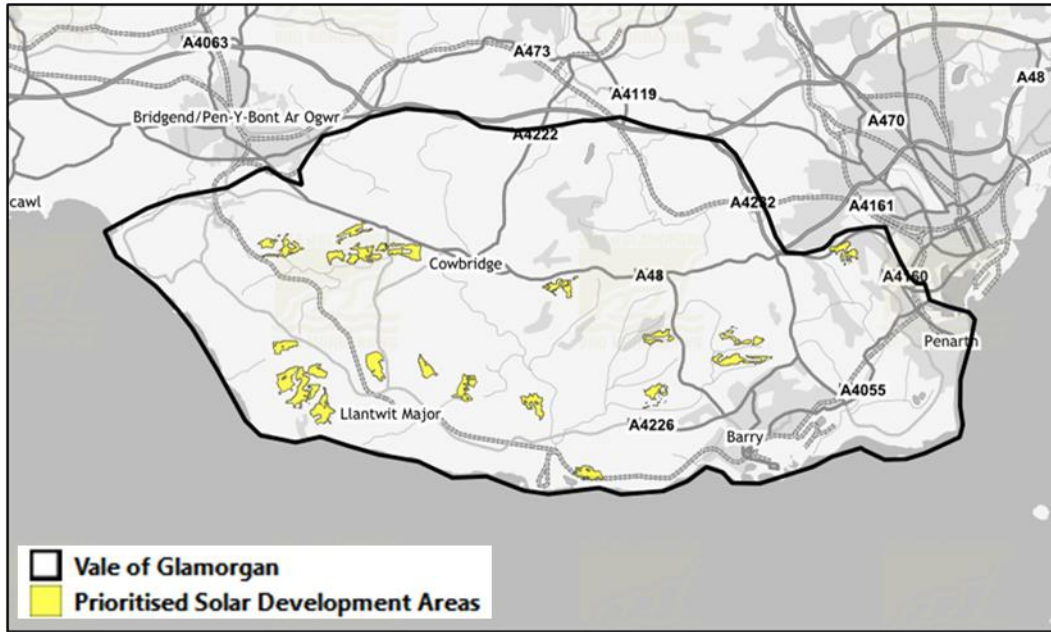 A4063
A473
A48
A4119
A470
Bridgend/Pen-Y-Bont Ar Ogwr
A4222
cawl
A4232
A4161
Cowbridge
A48
A4160
Penarth
A4055
Llantwit Major
A4226
Barry
Vale of Glamorgan
Prioritised Solar Development Areas